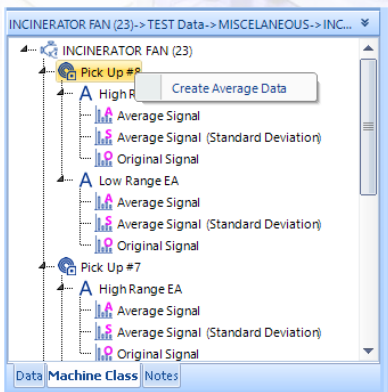 INCINERATOR FAN (23)->TEST Data->MISCELANEOUS->INC...
INCINERATOR FAN (23)
Pick Up #8
Create Average Data
High R
Average Signal
Average Signal (Standard Deviation)
Original Signal
Low Range EA
Average Signal
Average Signal (Standard Deviation)
Original Signal
Pick Up #7
High Range EA
Average Signal
Average Signal (Standard Deviation)
Original Signal
Data Machine Class Notes